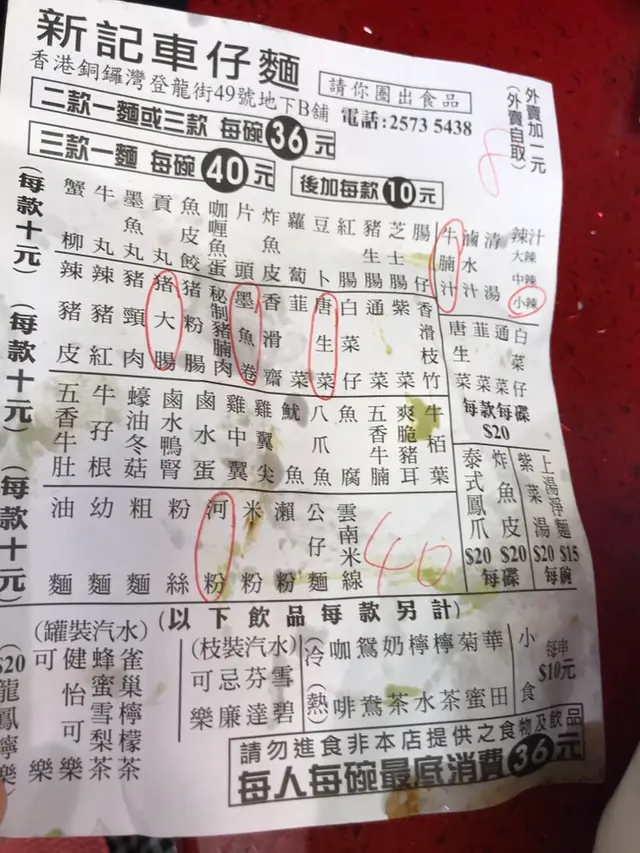 新記車仔麵
香港銅鑼灣登龍街49號地下B舖
請你圈出食品
電話:2573 5438
外賣加一元
(外賣自取)
8
二款一麵或三款 每碗36元
三款一麵 每碗40元
後加每款10元
(每款十元)
蟹柳
牛丸
墨魚丸
貢丸
魚皮餃
咖喱魚蛋
片頭
炸魚皮
蘿蔔
豆卜
紅腸
豬生腸
芝士腸
腸仔
牛腩汁
滷水汁
清湯
辣汁
大辣
中辣
小辣
(每款十元)
辣豬皮
辣豬紅
豬頸肉
豬大腸
豬粉腸
秘制豬腩肉
墨魚卷
香滑齋
韮菜
唐生菜
白菜仔
通菜
紫菜
香滑枝竹
唐生菜
韮菜
通菜
白菜仔
每款每碟
$20
五香牛肚
牛孖根
蠔油冬菇
鹵鴨腎
鹵水蛋
雞中翼
雞翼尖
魷魚
八爪魚
魚腐
五香牛腩
爽脆豬耳
牛栢葉
泰式鳳爪 $20
炸魚皮 $20
每碟
紫菜湯 $20
上湯淨麵 $15
每碗
(每款十元)
油麵
幼麵
粗麵
粉絲
河粉
米粉
瀨粉
公仔麵
雲南米線
40
(以下飲品每款另計)
(罐裝汽水)
可樂
健怡可樂
蜂蜜雪梨茶
雀巢檸檬茶
(枝裝汽水)
可樂
忌廉
芬達
雪碧
(冷)
(熱)
咖啡
鴛鴦
奶茶
檸水
檸茶
菊蜜
華田
小食
每串
$10元
$20
請勿進食非本店提供之食物及飲品
每人每碗最底消費36元